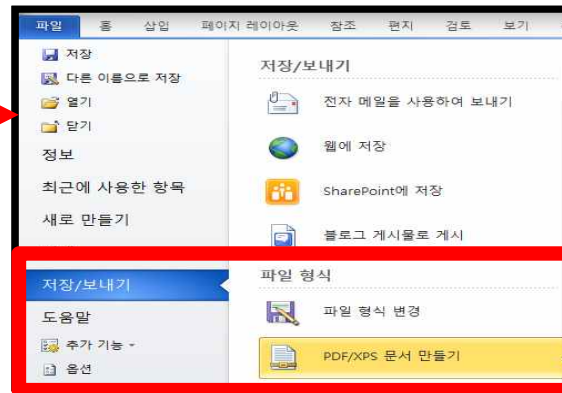 파일 홈 삽입 페이지 레이아웃 참조 편지 검토 보기
저장
다른 이름으로 저장
열기
닫기
정보
최근에 사용한 항목
새로 만들기
저장/보내기
도움말
추가 기능
옵션
저장/보내기
전자 메일을 사용하여 보내기
웹에 저장
SharePoint에 저장
블로그 게시물로 게시
파일 형식
파일 형식 변경
PDF/XPS 문서 만들기